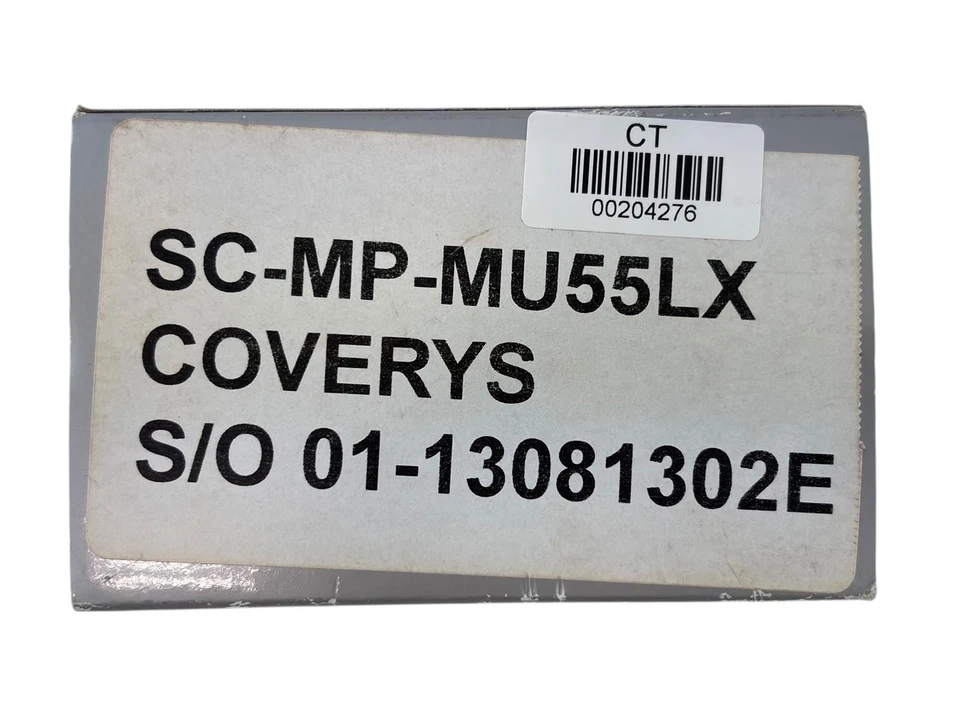 CT
00204276
SC-MP-MU55LX
COVERYS
S/O 01-13081302E